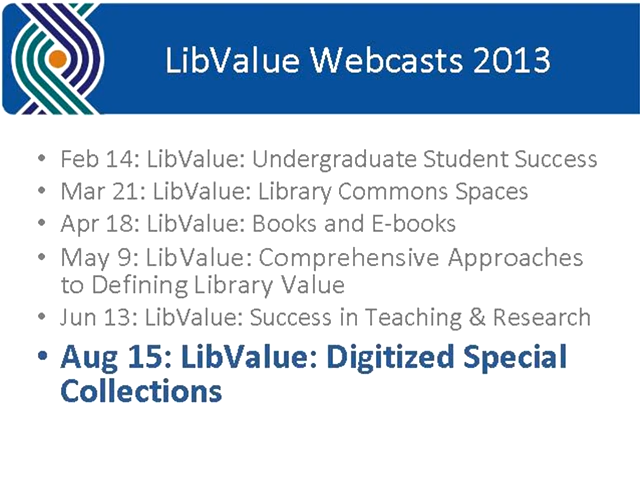 LibValue Webcasts 2013
• Feb 14: LibValue: Undergraduate Student Success
• Mar 21: LibValue: Library Commons Spaces
• Apr 18: LibValue: Books and E-books
• May 9: LibValue: Comprehensive Approaches
to Defining Library Value
• Jun 13: LibValue: Success in Teaching & Research
• Aug 15: LibValue: Digitized Special
Collections